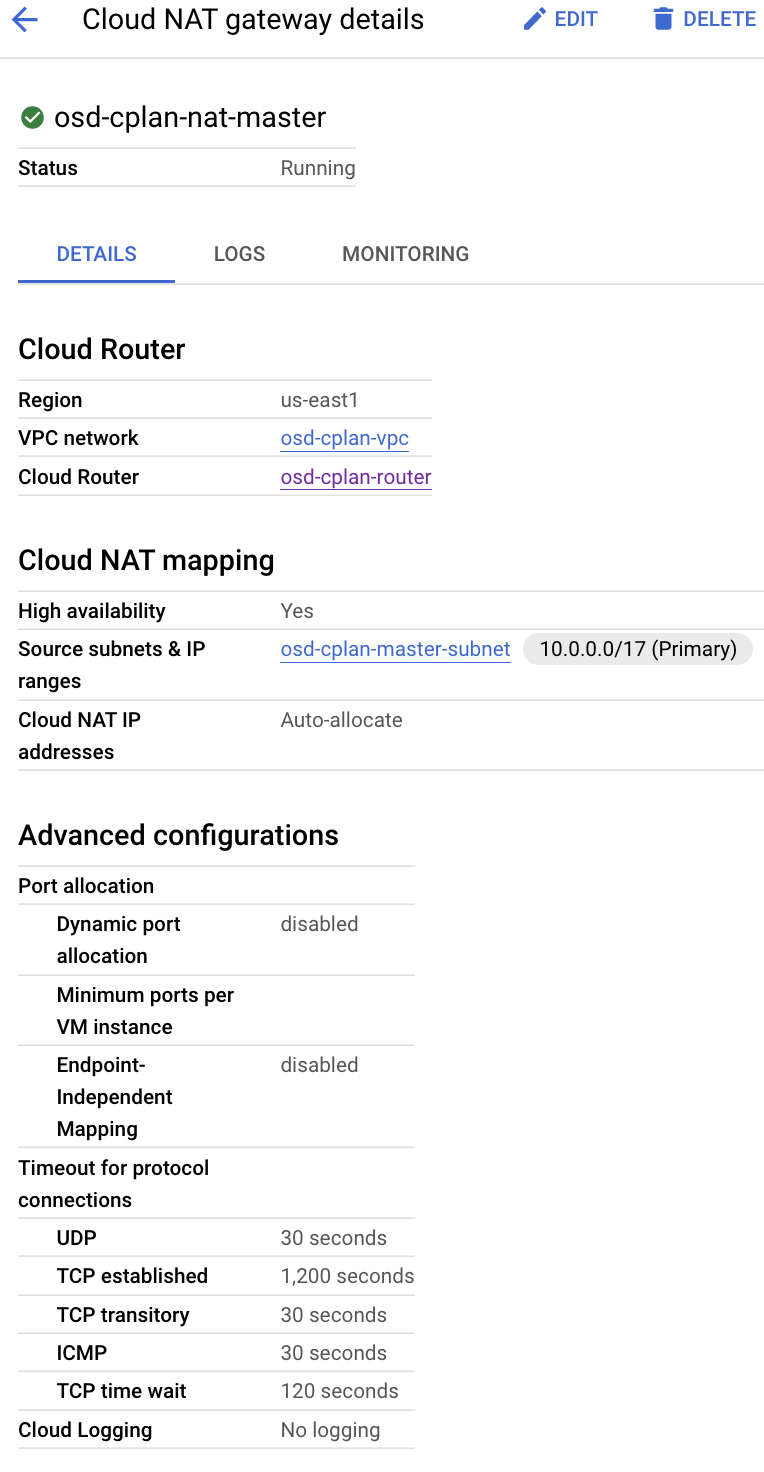 Cloud NAT gateway details EDIT DELETE
osd-cplan-nat-master
Status Running
DETAILS LOGS MONITORING
Cloud Router
Region us-east1
VPC network osd-cplan-vpc
Cloud Router osd-cplan-router
Cloud NAT mapping
High availability Yes
Source subnets & IP osd-cplan-master-subnet 10.0.0.0/17 (Primary)
ranges
Cloud NAT IP Auto-allocate
addresses
Advanced configurations
Port allocation
Dynamic port disabled
allocation
Minimum ports per
VM instance
Endpoint- disabled
Independent
Mapping
Timeout for protocol
connections
UDP 30 seconds
TCP established 1,200 seconds
TCP transitory 30 seconds
ICMP 30 seconds
TCP time wait 120 seconds
Cloud Logging No logging